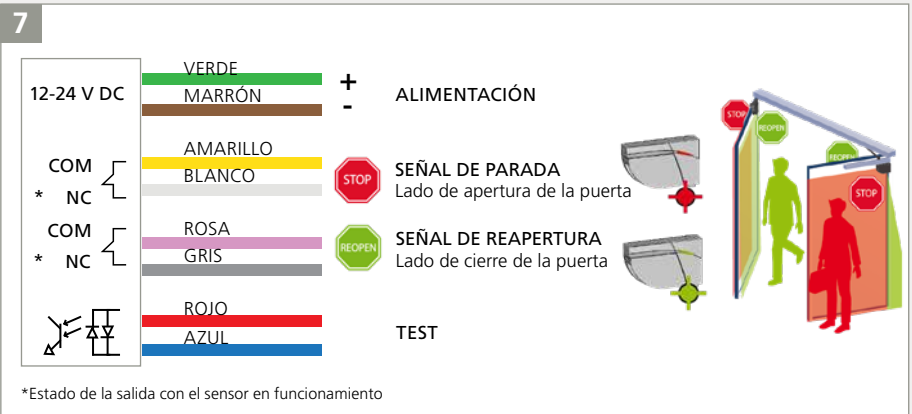 7
12-24 V DC
VERDE
+
MARRÓN
-
ALIMENTACIÓN
COM
* NC
AMARILLO
BLANCO
STOP
SEÑAL DE PARADA
Lado de apertura de la puerta
COM
* NC
ROSA
GRIS
REOPEN
SEÑAL DE REAPERTURA
Lado de cierre de la puerta
ROJO
AZUL
TEST
STOP
REOPEN
REOPEN
STOP
*Estado de la salida con el sensor en funcionamiento